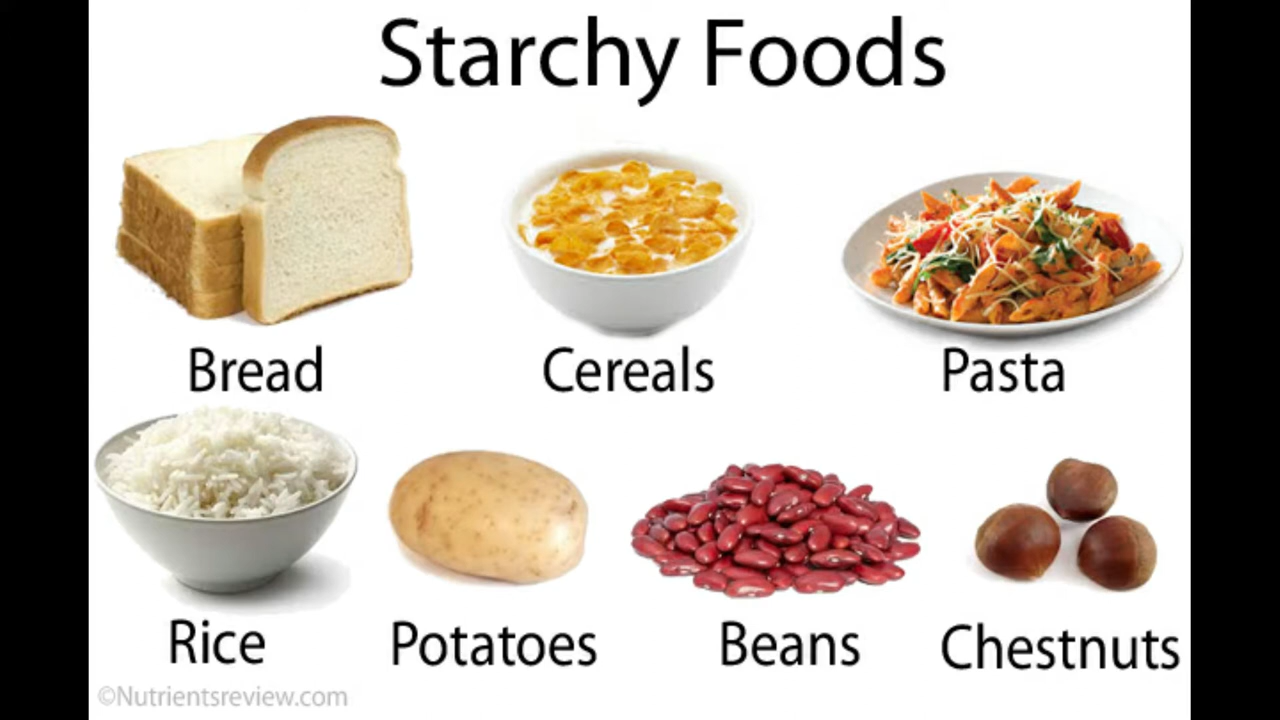 Starchy Foods
Bread
Cereals
Pasta
Rice
Potatoes
Beans
Chestnuts
©Nutrientsreview.com